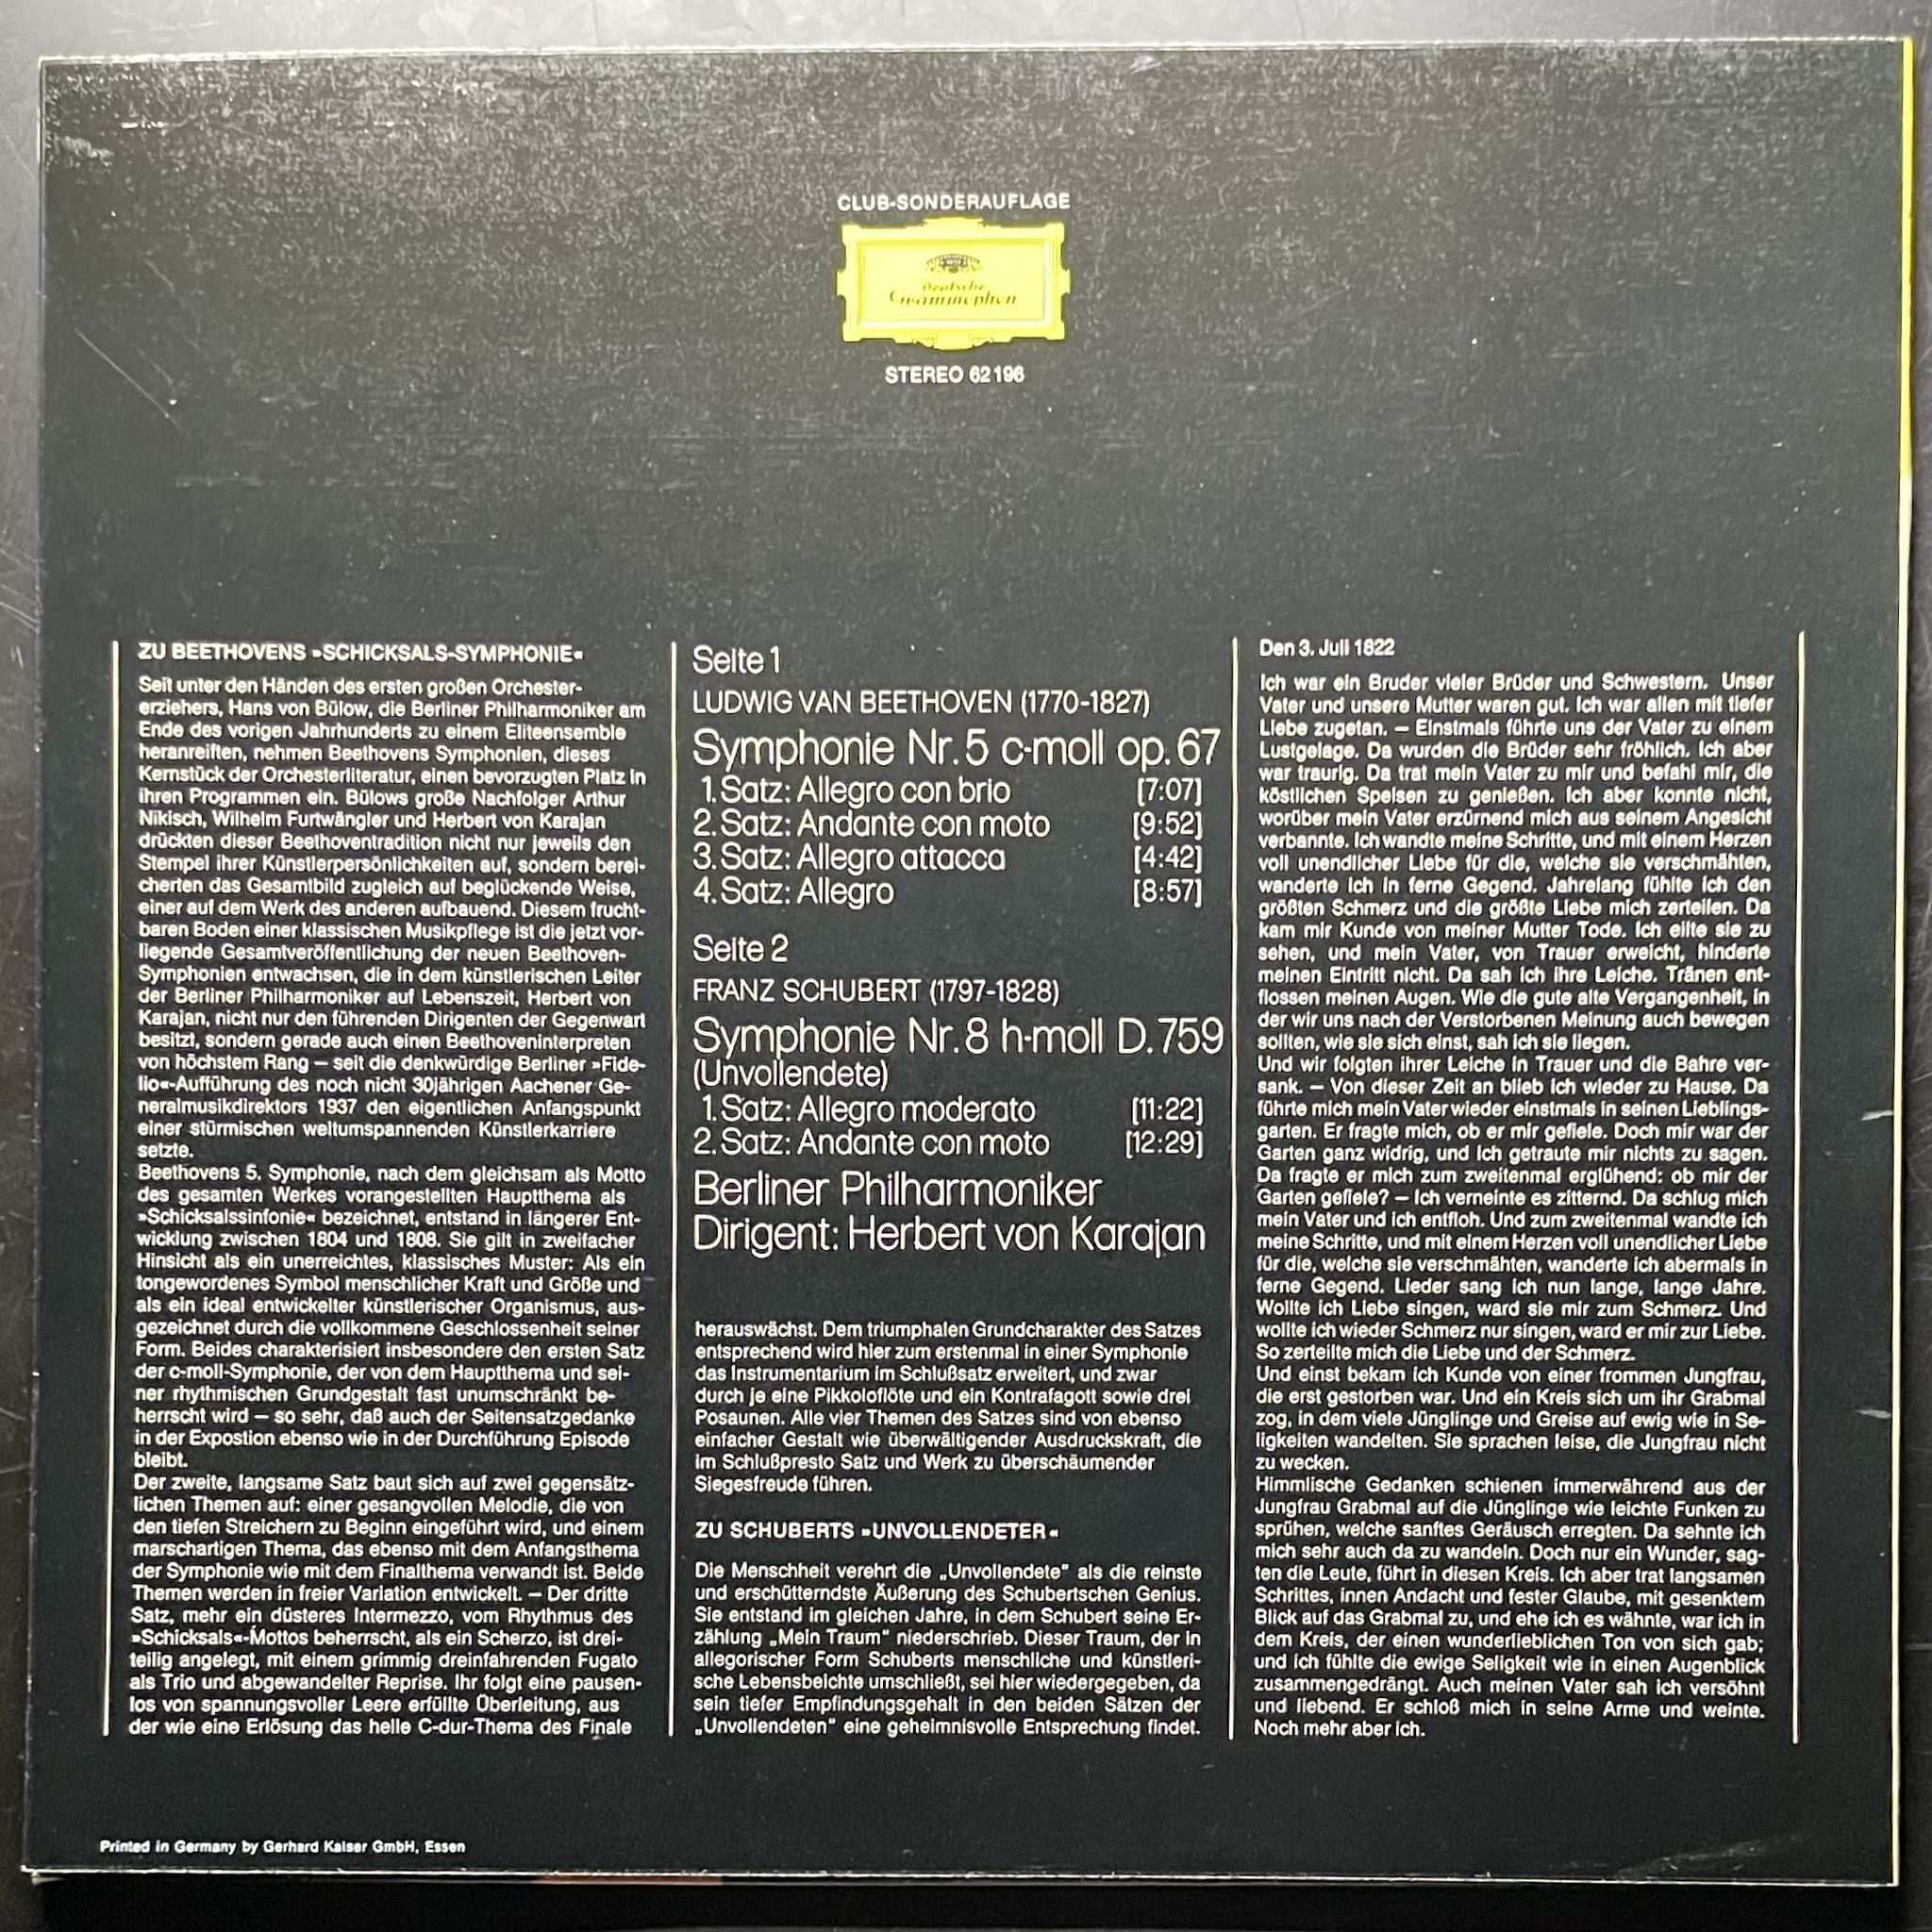 CLUB-SONDERAUFLAGE
Deutsche
Grammophon
STEREO 62196
ZU BEETHOVENS »SCHICKSALS-SYMPHONIE«
Seit unter den Händen des ersten großen Orchester-
erziehers, Hans von Bülow, die Berliner Philharmoniker am
Ende des vorigen Jahrhunderts zu einem Eliteensemble
heranreiften, nehmen Beethovens Symphonien, dieses
Kernstück der Orchesterliteratur, einen bevorzugten Platz in
ihren Programmen ein. Bülows große Nachfolger Arthur
Nikisch, Wilhelm Furtwängler und Herbert von Karajan
drückten dieser Beethoventradition nicht nur jeweils den
Stempel ihrer Künstlerpersönlichkeiten auf, sondern berei-
cherten das Gesamtbild zugleich auf beglückende Weise,
einer auf dem Werk des anderen aufbauend. Diesem frucht-
baren Boden einer klassischen Musikpflege ist die jetzt vor-
liegende Gesamtveröffentlichung der neuen Beethoven-
Symphonien entwachsen, die in dem künstlerischen Leiter
der Berliner Philharmoniker auf Lebenszeit, Herbert von
Karajan, nicht nur den führenden Dirigenten der Gegenwart
besitzt, sondern gerade auch einen Beethoveninterpreten
von höchstem Rang — seit die denkwürdige Berliner »Fide-
lio«-Aufführung des noch nicht 30jährigen Aachener Ge-
neralmusikdirektors 1937 den eigentlichen Anfangspunkt
einer stürmischen weltumspannenden Künstlerkarriere
setzte.
Beethovens 5. Symphonie, nach dem gleichsam als Motto
des gesamten Werkes vorangestellten Hauptthema als
»Schicksalssinfonie« bezeichnet, entstand in längerer Ent-
wicklung zwischen 1804 und 1808. Sie gilt in zweifacher
Hinsicht als ein unerreichtes, klassisches Muster: Als ein
tongewordenes Symbol menschlicher Kraft und Größe und
als ein ideal entwickelter künstlerischer Organismus, aus-
gezeichnet durch die vollkommene Geschlossenheit seiner
Form. Beides charakterisiert insbesondere den ersten Satz
der c-moll-Symphonie, der von dem Hauptthema und sei-
ner rhythmischen Grundgestalt fast unumschränkt be-
herrscht wird — so sehr, daß auch der Seitensatzgedanke
in der Expostion ebenso wie in der Durchführung Episode
bleibt.
Der zweite, langsame Satz baut sich auf zwei gegensätz-
lichen Themen auf: einer gesangvollen Melodie, die von
den tiefen Streichern zu Beginn eingeführt wird, und einem
marschartigen Thema, das ebenso mit dem Anfangsthema
der Symphonie wie mit dem Finalthema verwandt ist. Beide
Themen werden in freier Variation entwickelt. — Der dritte
Satz, mehr ein düsteres Intermezzo, vom Rhythmus des
»Schicksals«-Mottos beherrscht, als ein Scherzo, ist drei-
teilig angelegt, mit einem grimmig dreinfahrenden Fugato
als Trio und abgewandelter Reprise. Ihr folgt eine pausen-
los von spannungsvoller Leere erfüllte Überleitung, aus
der wie eine Erlösung das helle C-dur-Thema des Finale
Seite 1
LUDWIG VAN BEETHOVEN (1770-1827)
Symphonie Nr. 5 c-moll op. 67
1. Satz: Allegro con brio [7:07]
2. Satz: Andante con moto [9:52]
3. Satz: Allegro attacca [4:42]
4. Satz: Allegro [8:57]
Seite 2
FRANZ SCHUBERT (1797-1828)
Symphonie Nr. 8 h-moll D. 759
(Unvollendete)
1. Satz: Allegro moderato [11:22]
2. Satz: Andante con moto [12:29]
Berliner Philharmoniker
Dirigent: Herbert von Karajan
herauswächst. Dem triumphalen Grundcharakter des Satzes
entsprechend wird hier zum erstenmal in einer Symphonie
das Instrumentarium im Schlußsatz erweitert, und zwar
durch je eine Pikkoloflöte und ein Kontrafagott sowie drei
Posaunen. Alle vier Themen des Satzes sind von ebenso
einfacher Gestalt wie überwältigender Ausdruckskraft, die
im Schlußpresto Satz und Werk zu überschäumender
Siegesfreude führen.
ZU SCHUBERTS »UNVOLLENDETER«
Die Menschheit verehrt die „Unvollendete“ als die reinste
und erschütterndste Äußerung des Schubertschen Genius.
Sie entstand im gleichen Jahre, in dem Schubert seine Er-
zählung „Mein Traum“ niederschrieb. Dieser Traum, der in
allegorischer Form Schuberts menschliche und künstleri-
sche Lebensbeichte umschließt, sei hier wiedergegeben, da
sein tiefer Empfindungsgehalt in den beiden Sätzen der
„Unvollendeten“ eine geheimnisvolle Entsprechung findet.
Den 3. Juli 1822
Ich war ein Bruder vieler Brüder und Schwestern. Unser
Vater und unsere Mutter waren gut. Ich war allen mit tiefer
Liebe zugetan. — Einstmals führte uns der Vater zu einem
Lustgelage. Da wurden die Brüder sehr fröhlich. Ich aber
war traurig. Da trat mein Vater zu mir und befahl mir, die
köstlichen Speisen zu genießen. Ich aber konnte nicht,
worüber mein Vater erzürnend mich aus seinem Angesicht
verbannte. Ich wandte meine Schritte, und mit einem Herzen
voll unendlicher Liebe für die, welche sie verschmähten,
wanderte ich in ferne Gegend. Jahrelang fühlte ich den
größten Schmerz und die größte Liebe mich zerteilen. Da
kam mir Kunde von meiner Mutter Tode. Ich eilte sie zu
sehen, und mein Vater, von Trauer erweicht, hinderte
meinen Eintritt nicht. Da sah ich ihre Leiche. Tränen ent-
flossen meinen Augen. Wie die gute alte Vergangenheit, in
der wir uns nach der Verstorbenen Meinung auch bewegen
sollten, wie sie sich einst, sah ich sie liegen.
Und wir folgten ihrer Leiche in Trauer und die Bahre ver-
sank. — Von dieser Zeit an blieb ich wieder zu Hause. Da
führte mich mein Vater wieder einstmals in seinen Lieblings-
garten. Er fragte mich, ob er mir gefiele. Doch mir war der
Garten ganz widrig, und ich getraute mir nichts zu sagen.
Da fragte er mich zum zweitenmal erglühend: ob mir der
Garten gefiele? — Ich verneinte es zitternd. Da schlug mich
mein Vater und ich entfloh. Und zum zweitenmal wandte ich
meine Schritte, und mit einem Herzen voll unendlicher Liebe
für die, welche sie verschmähten, wanderte ich abermals in
ferne Gegend. Lieder sang ich nun lange, lange Jahre.
Wollte ich Liebe singen, ward sie mir zum Schmerz. Und
wollte ich wieder Schmerz nur singen, ward er mir zur Liebe.
So zerteilte mich die Liebe und der Schmerz.
Und einst bekam ich Kunde von einer frommen Jungfrau,
die erst gestorben war. Und ein Kreis sich um ihr Grabmal
zog, in dem viele Jünglinge und Greise auf ewig wie in Se-
ligkeiten wandelten. Sie sprachen leise, die Jungfrau nicht
zu wecken.
Himmlische Gedanken schienen immerwährend aus der
Jungfrau Grabmal auf die Jünglinge wie leichte Funken zu
sprühen, welche sanftes Geräusch erregten. Da sehnte ich
mich sehr auch da zu wandeln. Doch nur ein Wunder, sag-
ten die Leute, führt in diesen Kreis. Ich aber trat langsamen
Schrittes, innen Andacht und fester Glaube, mit gesenktem
Blick auf das Grabmal zu, und ehe ich es wähnte, war ich in
dem Kreis, der einen wunderlieblichen Ton von sich gab;
und ich fühlte die ewige Seligkeit wie in einen Augenblick
zusammengedrängt. Auch meinen Vater sah ich versöhnt
und liebend. Er schloß mich in seine Arme und weinte.
Noch mehr aber ich.
Printed in Germany by Gerhard Kaiser GmbH, Essen